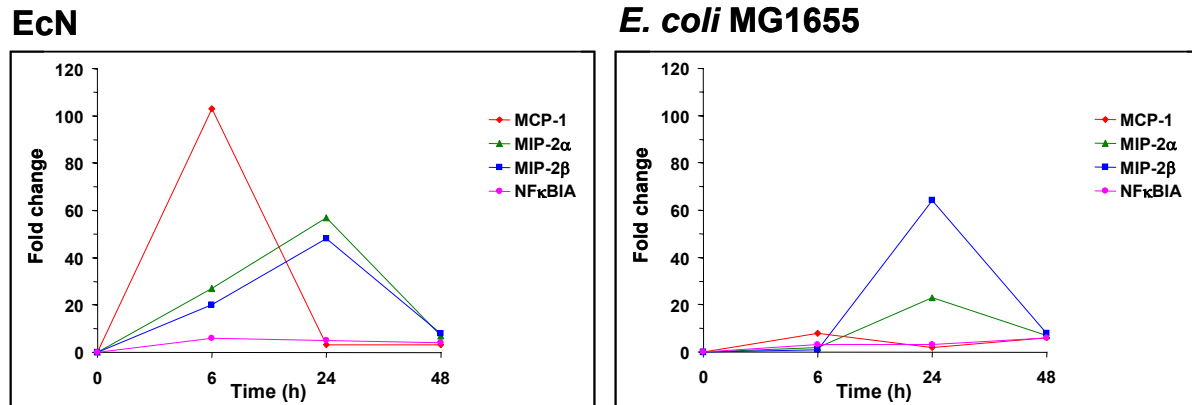 EcN
120
100
80
60
40
20
0
Fold change
0 6 24 48
Time (h)
MCP-1
MIP-2α
MIP-2β
NFκBIA
E. coli MG1655
120
100
80
60
40
20
0
Fold change
0 6 24 48
Time (h)
MCP-1
MIP-2α
MIP-2β
NFκBIA